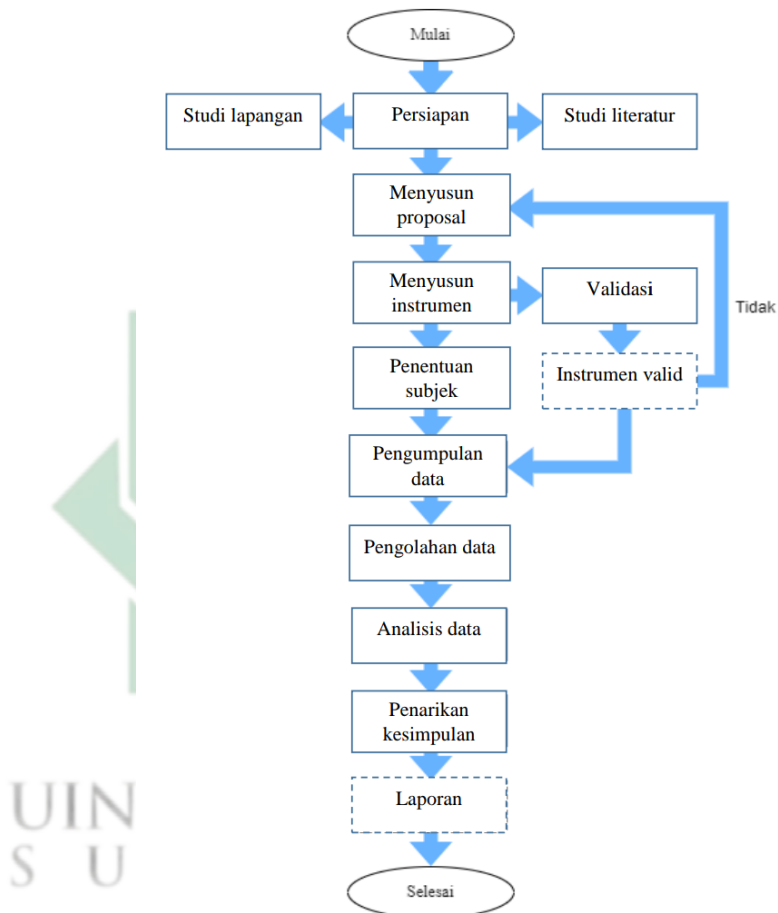 Mulai
Studi lapangan
Persiapan
Studi literatur
Menyusun
proposal
Menyusun
instrumen
Validasi
Tidak
Penentuan
subjek
Instrumen valid
Pengumpulan
data
Pengolahan data
Analisis data
Penarikan
kesimpulan
Laporan
UIN
S U
Selesai